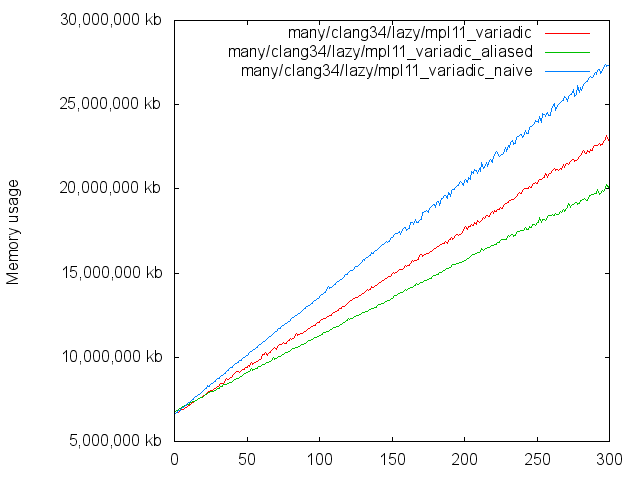 30,000,000 kb
25,000,000 kb
20,000,000 kb
15,000,000 kb
10,000,000 kb
5,000,000 kb
Memory usage
many/clang34/lazy/mpl11_variadic
many/clang34/lazy/mpl11_variadic_aliased
many/clang34/lazy/mpl11_variadic_naive
0 50 100 150 200 250 300